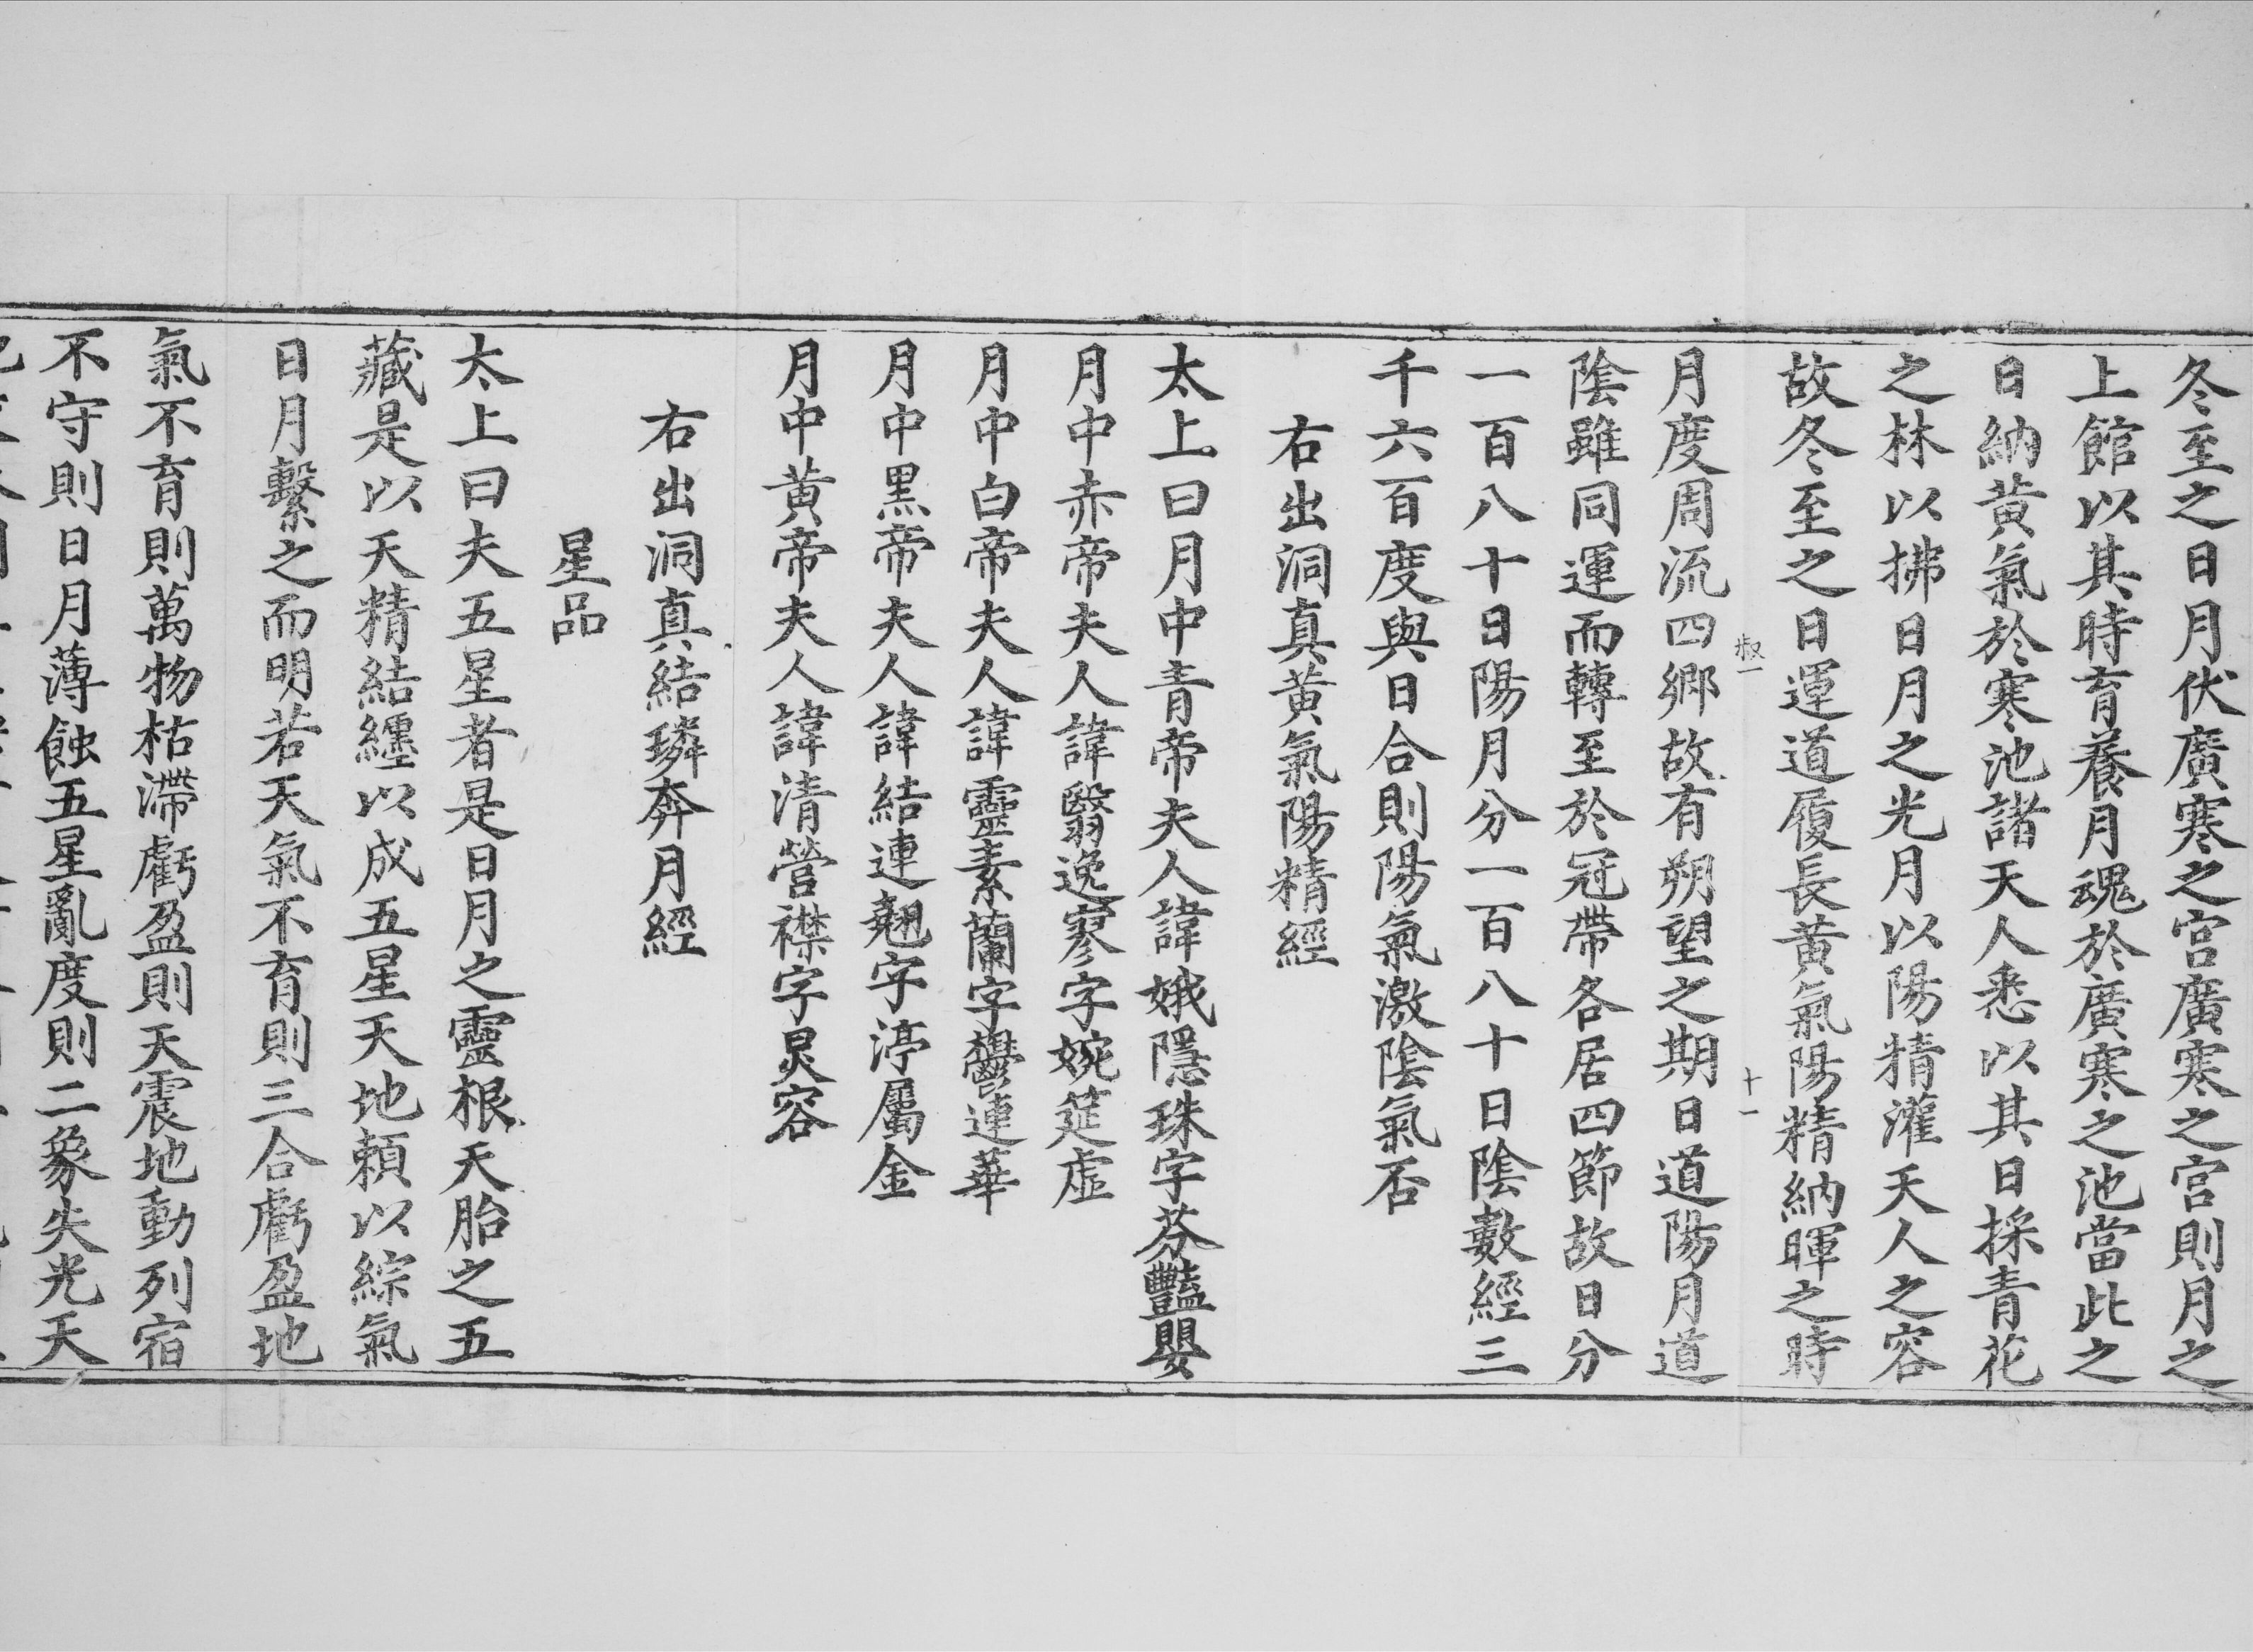 冬至之日月伏廣寒之宮廣寒之宮則月之
上館以其時育養月魂於廣寒之池當此之
日納黃氣於寒池諸天人悉以其日採青花
之林以拂日月之光月以陽精灌天人之容
故冬至之日運道履長黃氣陽精納暉之時
叔一 十一
月度周流四鄉故有朔望之期日道陽月道
陰雖同運而轉至於冠帶各居四節故日分
一百八十日陽月分一百八十日陰數經三
千六百度與日合則陽氣激陰氣否
右出洞真黃氣陽精經
太上曰月中青帝夫人諱娥隱珠字芬豔嬰
月中赤帝夫人諱翳逸寥字婉筵虛
月中白帝夫人諱靈素蘭字鬱連華
月中黑帝夫人諱結連翹字渟屬金
月中黃帝夫人諱清營襟字炅容
右出洞真結璘奔月經
星品
太上曰夫五星者是日月之靈根天胎之五
藏是以天精結纏以成五星天地賴以綜氣
日月繫之而明若天氣不育則三合虧盈地
氣不育則萬物枯滯虧盈則天震地動列宿
不守則日月薄蝕五星亂度則二象失光天